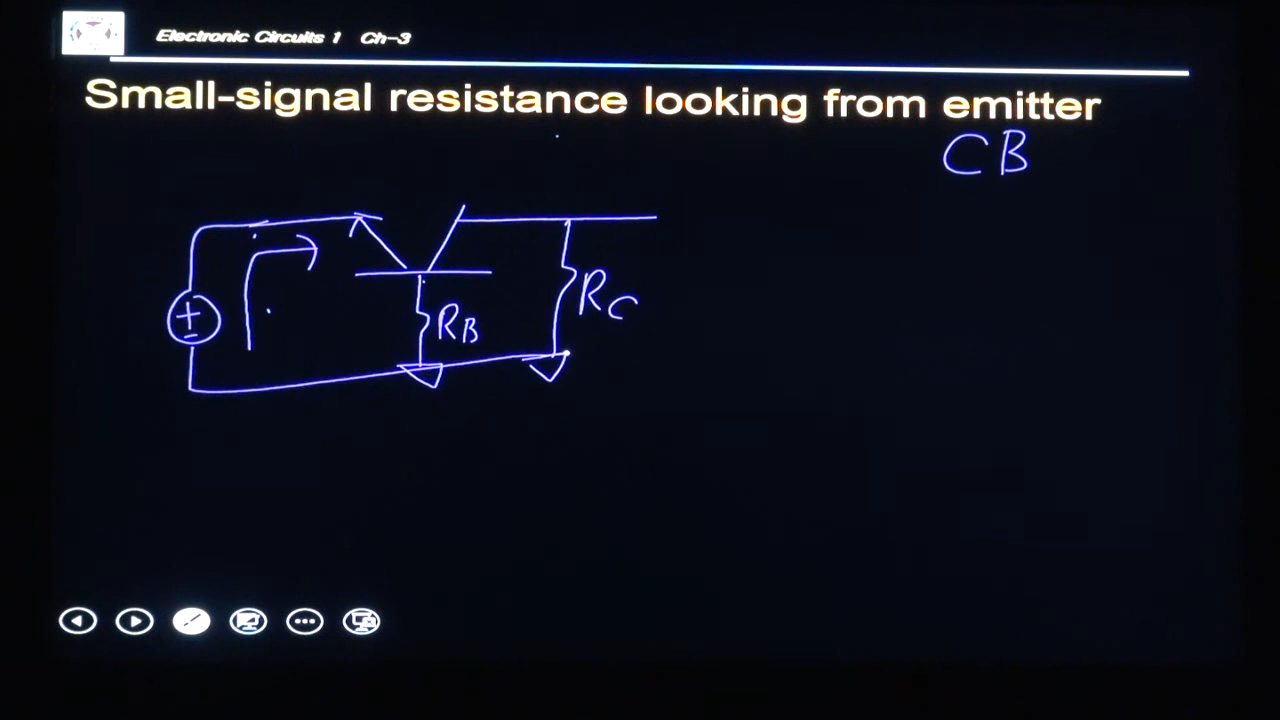 Electronic Circuits 1 Ch-3
Small-signal resistance looking from emitter
CB
+
-
RB
RC